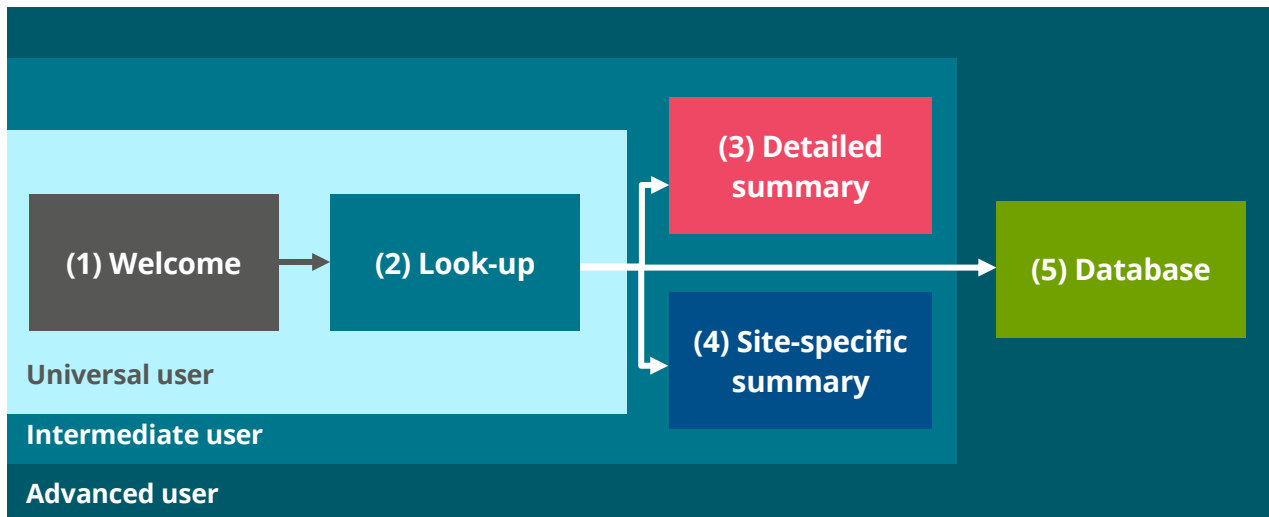 (1) Welcome
(2) Look-up
(3) Detailed
summary
(4) Site-specific
summary
(5) Database
Universal user
Intermediate user
Advanced user